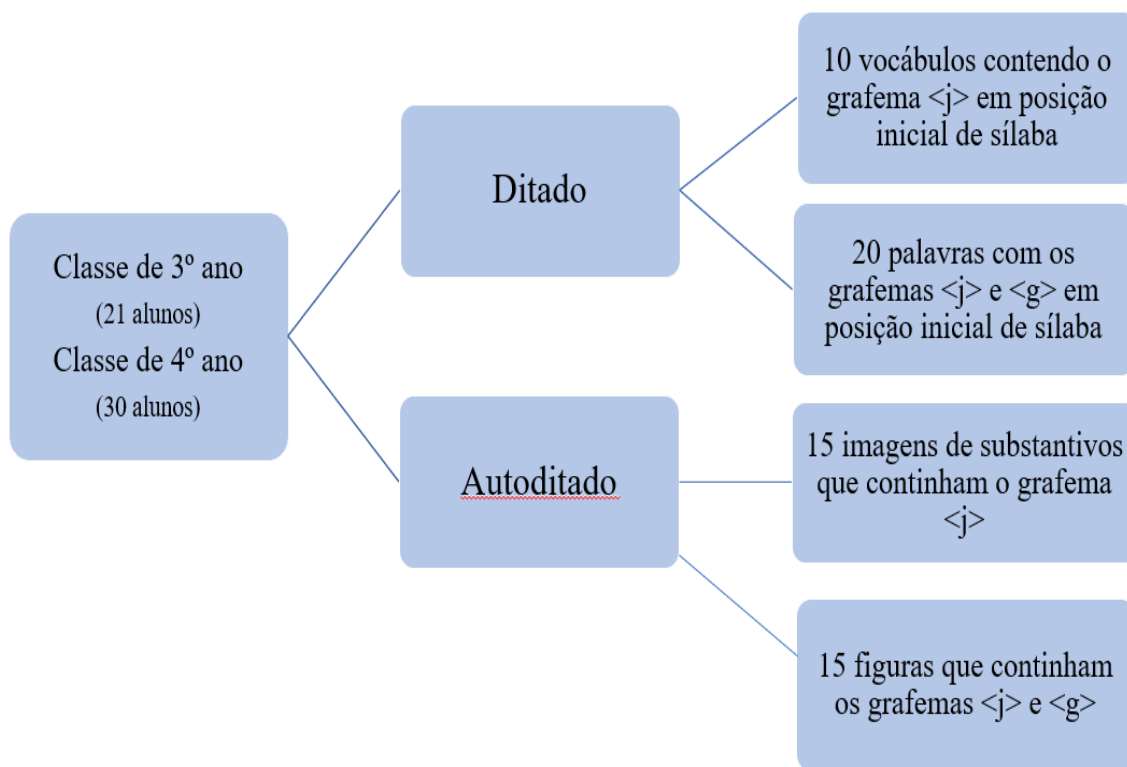 Classe de 3º ano
(21 alunos)
Classe de 4º ano
(30 alunos)
Ditado
Autoditado
10 vocábulos contendo o
grafema <j> em posição
inicial de sílaba
20 palavras com os
grafemas <j> e <g> em
posição inicial de sílaba
15 imagens de substantivos
que continham o grafema
<j>
15 figuras que continham
os grafemas <j> e <g>